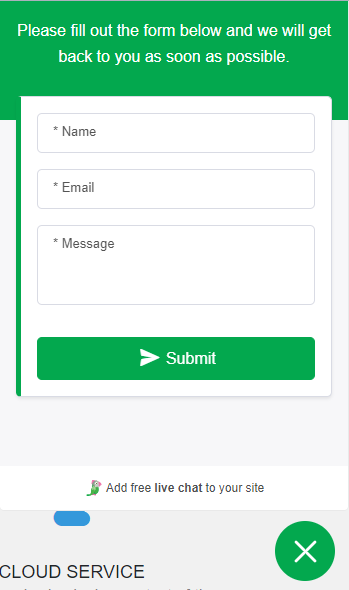 Please fill out the form below and we will get
back to you as soon as possible.
* Name
* Email
* Message
Submit
Add free live chat to your site
CLOUD SERVICE